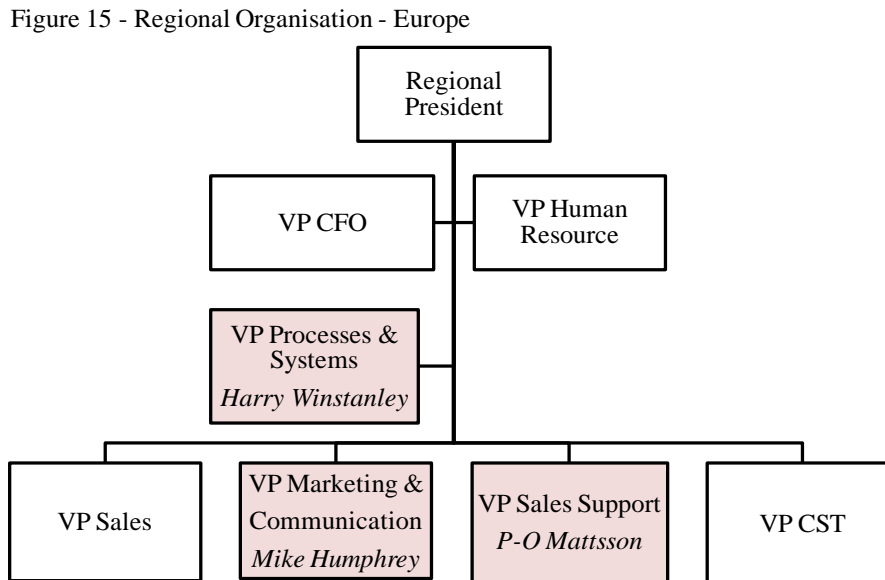 Figure 15 - Regional Organisation - Europe
Regional
President
VP CFO
VP Human
Resource
VP Processes &
Systems
Harry Winstanley
VP Sales
VP Marketing &
Communication
Mike Humphrey
VP Sales Support
P-O Mattsson
VP CST